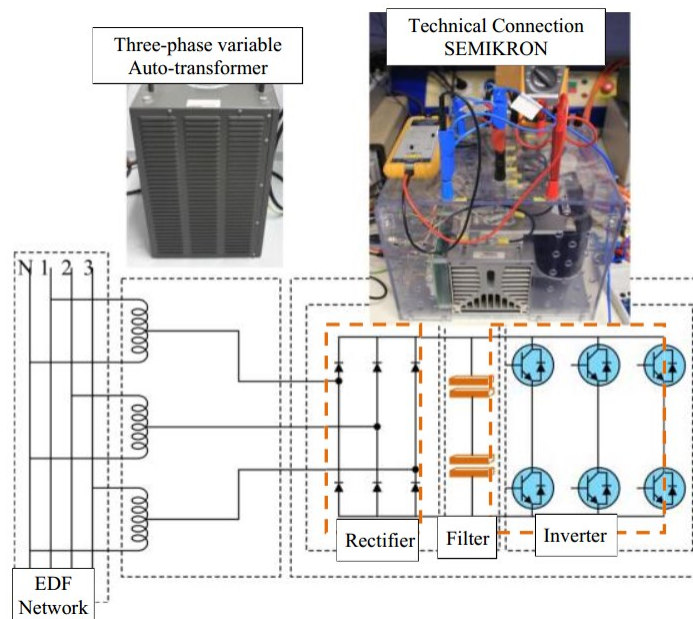 Three-phase variable
Auto-transformer
Technical Connection
SEMIKRON
N 1 2 3
Rectifier
Filter
Inverter
EDF
Network